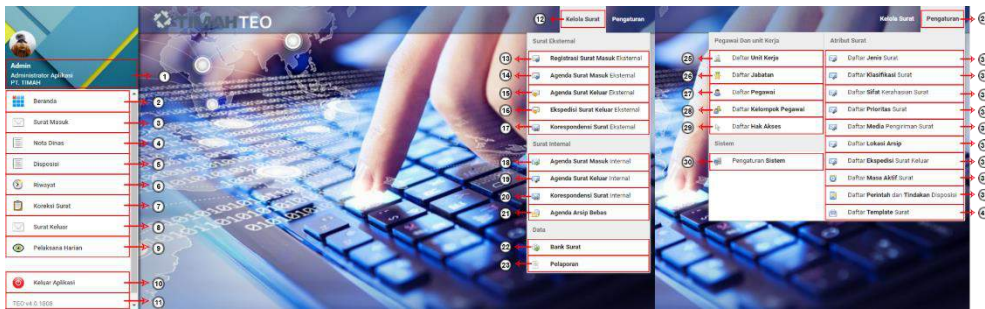 Admin
Administrator Aplikasi
PT. TIMAH
1
Beranda
2
Surat Masuk
3
Nota Dinas
4
Disposisi
5
Riwayat
6
Koreksi Surat
7
Surat Keluar
8
Pelaksana Harian
9
Keluar Aplikasi
10
TEO v4.0.1808
11
TIMAH TEO
12
Kelola Surat
Pengaturan
Surat Eksternal
13
Registrasi Surat Masuk Eksternal
14
Agenda Surat Masuk Eksternal
15
Agenda Surat Keluar Eksternal
16
Ekspedisi Surat Keluar Eksternal
17
Korespondensi Surat Eksternal
Surat Internal
18
Agenda Surat Masuk Internal
19
Agenda Surat Keluar Internal
20
Korespondensi Surat Internal
21
Agenda Arsip Bebas
Data
22
Bank Surat
23
Pelaporan
Kelola Surat
Pengaturan
Pegawai Dan unit Kerja
25
Daftar Unit Kerja
26
Daftar Jabatan
27
Daftar Pegawai
28
Daftar Kelompok Pegawai
29
Daftar Hak Akses
Sistem
30
Pengaturan Sistem
Atribut Surat
Daftar Jenis Surat
Daftar Klasifikasi Surat
Daftar Sifat Kerahasian Surat
Daftar Prioritas Surat
Daftar Media Pengiriman Surat
Daftar Lokasi Arsip
Daftar Ekspedisi Surat Keluar
Daftar Masa Aktif Surat
Daftar Perintah dan Tindakan Disposisi
Daftar Template Surat